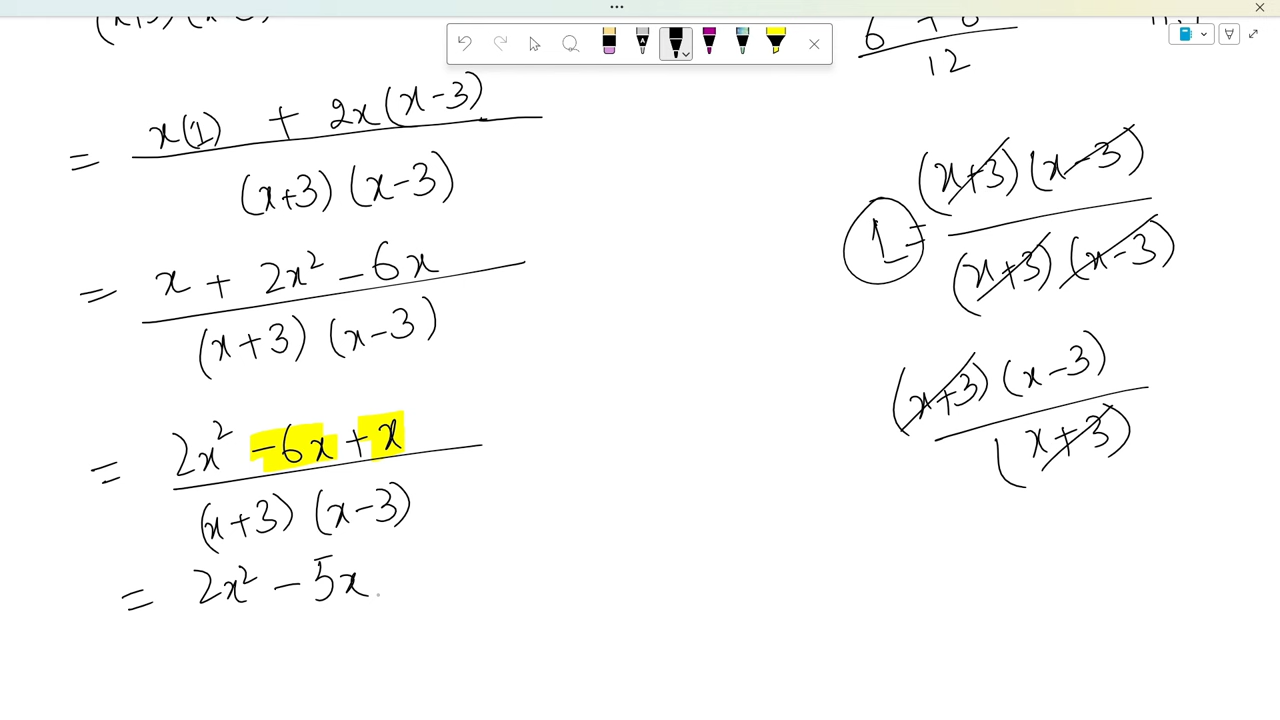 = x(1) + 2x(x-3)
(x+3) (x-3)
= x + 2x² - 6x
(x+3) (x-3)
= 2x² - 6x + x
(x+3) (x-3)
= 2x² - 5x
12
1 = (x+3) (x-3)
(x+3) (x-3)
(x+3) (x-3)
(x+3)